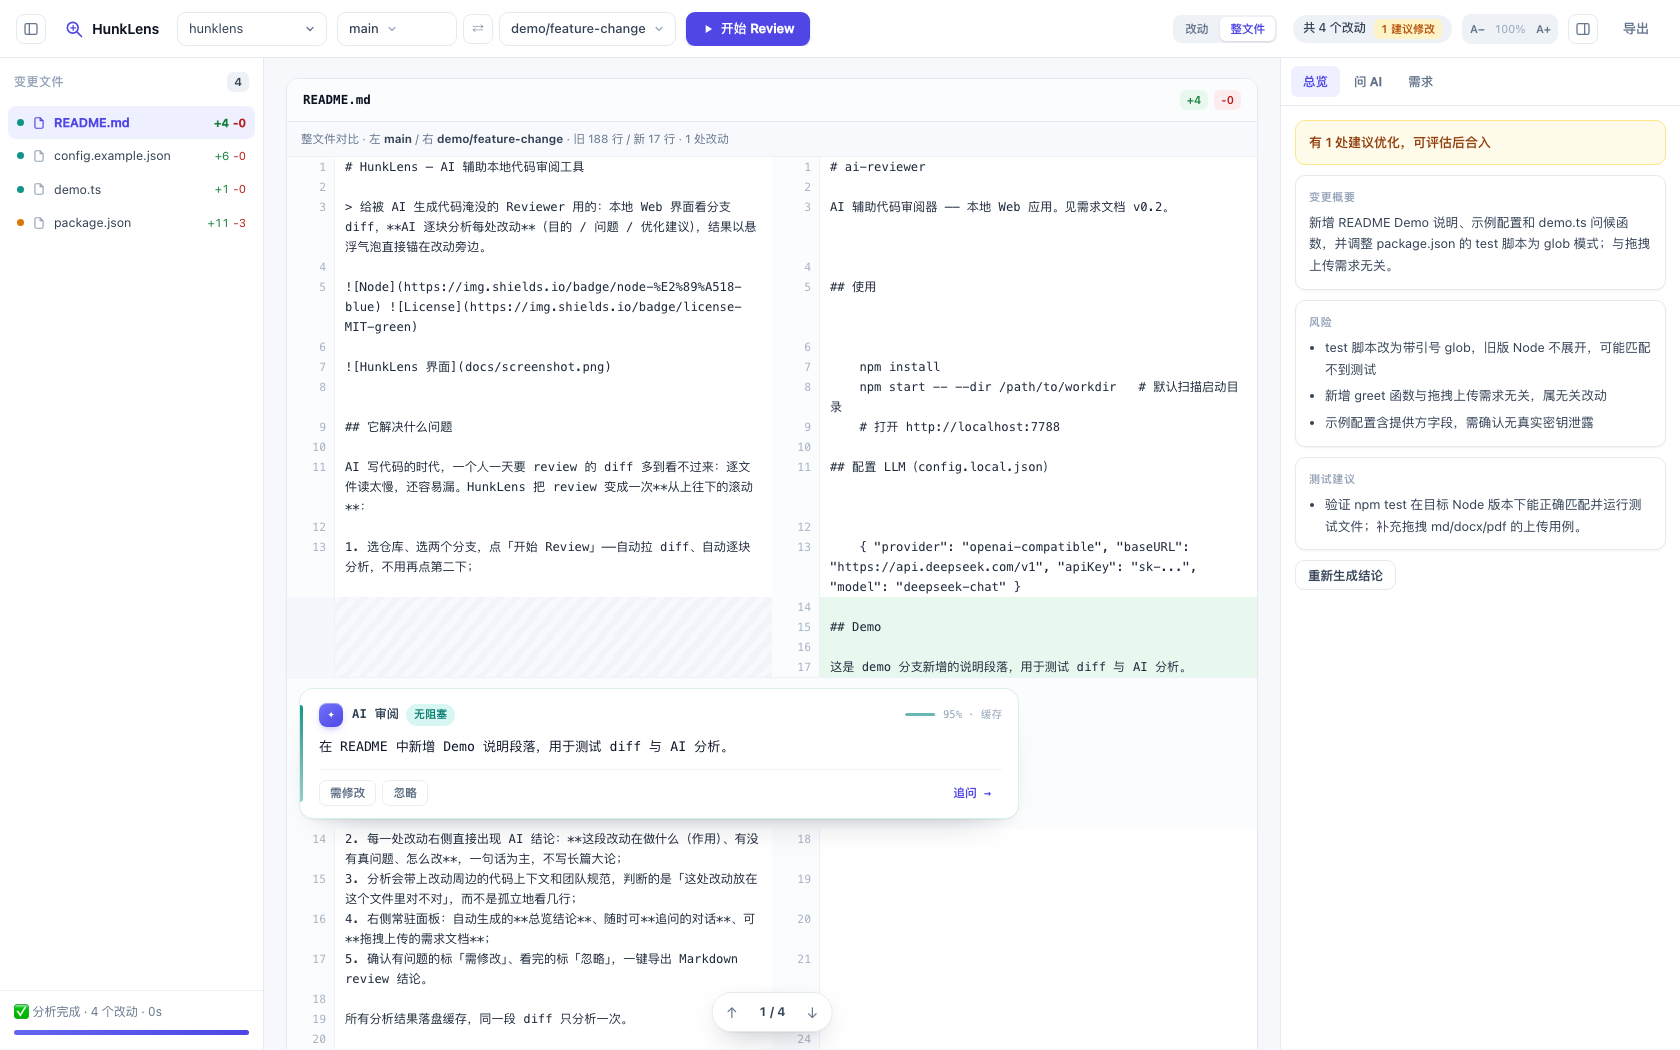 HunkLens
hunklens
main
⇄
demo/feature-change
开始 Review
改动
整文件
共 4 个改动
1 建议修改
A−
100%
A+
导出
变更文件
4
README.md
+4 -0
config.example.json
+6 -0
demo.ts
+1 -0
package.json
+11 -3
✅ 分析完成 · 4 个改动 · 0s
README.md
+4
-0
整文件对比 · 左 main / 右 demo/feature-change · 旧 188 行 / 新 17 行 · 1 处改动
1 # HunkLens — AI 辅助本地代码审阅工具
2
3 > 给被 AI 生成代码淹没的 Reviewer 用的：本地 Web 界面看分支
diff，**AI 逐块分析每处改动**（目的 / 问题 / 优化建议），结果以悬
浮气泡直接锚在改动旁边。
4
5 ![Node](https://img.shields.io/badge/node-%E2%89%A518-
blue) ![License](https://img.shields.io/badge/license-
MIT-green)
6
7 ![HunkLens 界面](docs/screenshot.png)
8
9 ## 它解决什么问题
10
11 AI 写代码的时代，一个人一天要 review 的 diff 多到看不过来：逐文
件读太慢，还容易漏。HunkLens 把 review 变成一次**从上往下的滚动
**：
12
13 1. 选仓库、选两个分支，点「开始 Review」——自动拉 diff、自动逐块
分析，不用再点第二下；
1 # ai-reviewer
2
3 AI 辅助代码审阅器 —— 本地 Web 应用。见需求文档 v0.2。
4
5 ## 使用
6
7 npm install
8 npm start -- --dir /path/to/workdir # 默认扫描启动目
录
9 # 打开 http://localhost:7788
10
11 ## 配置 LLM（config.local.json）
12
13 { "provider": "openai-compatible", "baseURL":
"https://api.deepseek.com/v1", "apiKey": "sk-...",
"model": "deepseek-chat" }
14
15 ## Demo
16
17 这是 demo 分支新增的说明段落，用于测试 diff 与 AI 分析。
AI 审阅
无阻塞
95% · 缓存
在 README 中新增 Demo 说明段落，用于测试 diff 与 AI 分析。
需修改
忽略
追问 →
14 2. 每一处改动右侧直接出现 AI 结论：**这段改动在做什么（作用）、有没
有真问题、怎么改**，一句话为主，不写长篇大论；
15 3. 分析会带上改动周边的代码上下文和团队规范，判断的是「这处改动放在
这个文件里对不对」，而不是孤立地看几行；
16 4. 右侧常驻面板：自动生成的**总览结论**、随时可**追问的对话**、可
**拖拽上传的需求文档**；
17 5. 确认有问题的标「需修改」、看完的标「忽略」，一键导出 Markdown
review 结论。
18
19 所有分析结果落盘缓存，同一段 diff 只分析一次。
20
18
19
20
21
24
↑ 1 / 4 ↓
总览
问 AI
需求
有 1 处建议优化，可评估后合入
变更概要
新增 README Demo 说明、示例配置和 demo.ts 问候函
数，并调整 package.json 的 test 脚本为 glob 模式；与拖拽
上传需求无关。
风险
• test 脚本改为带引号 glob，旧版 Node 不展开，可能匹配
不到测试
• 新增 greet 函数与拖拽上传需求无关，属无关改动
• 示例配置含提供方字段，需确认无真实密钥泄露
测试建议
• 验证 npm test 在目标 Node 版本下能正确匹配并运行测
试文件；补充拖拽 md/docx/pdf 的上传用例。
重新生成结论